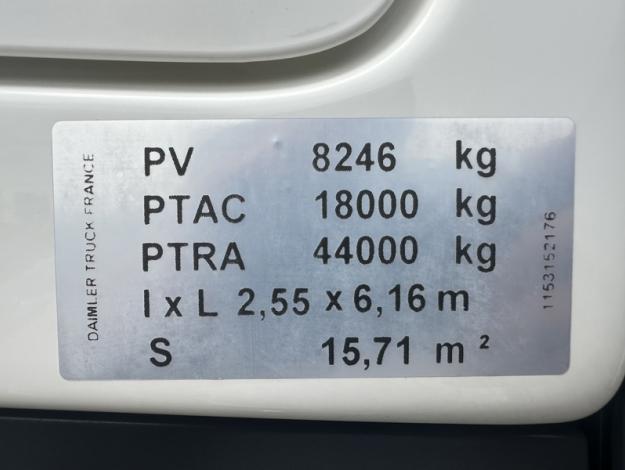 DAIMLER TRUCK FRANCE
PV 8246 kg
PTAC 18000 kg
PTRA 44000 kg
l x L 2,55 x 6,16 m
S 15,71 m²
1153152176